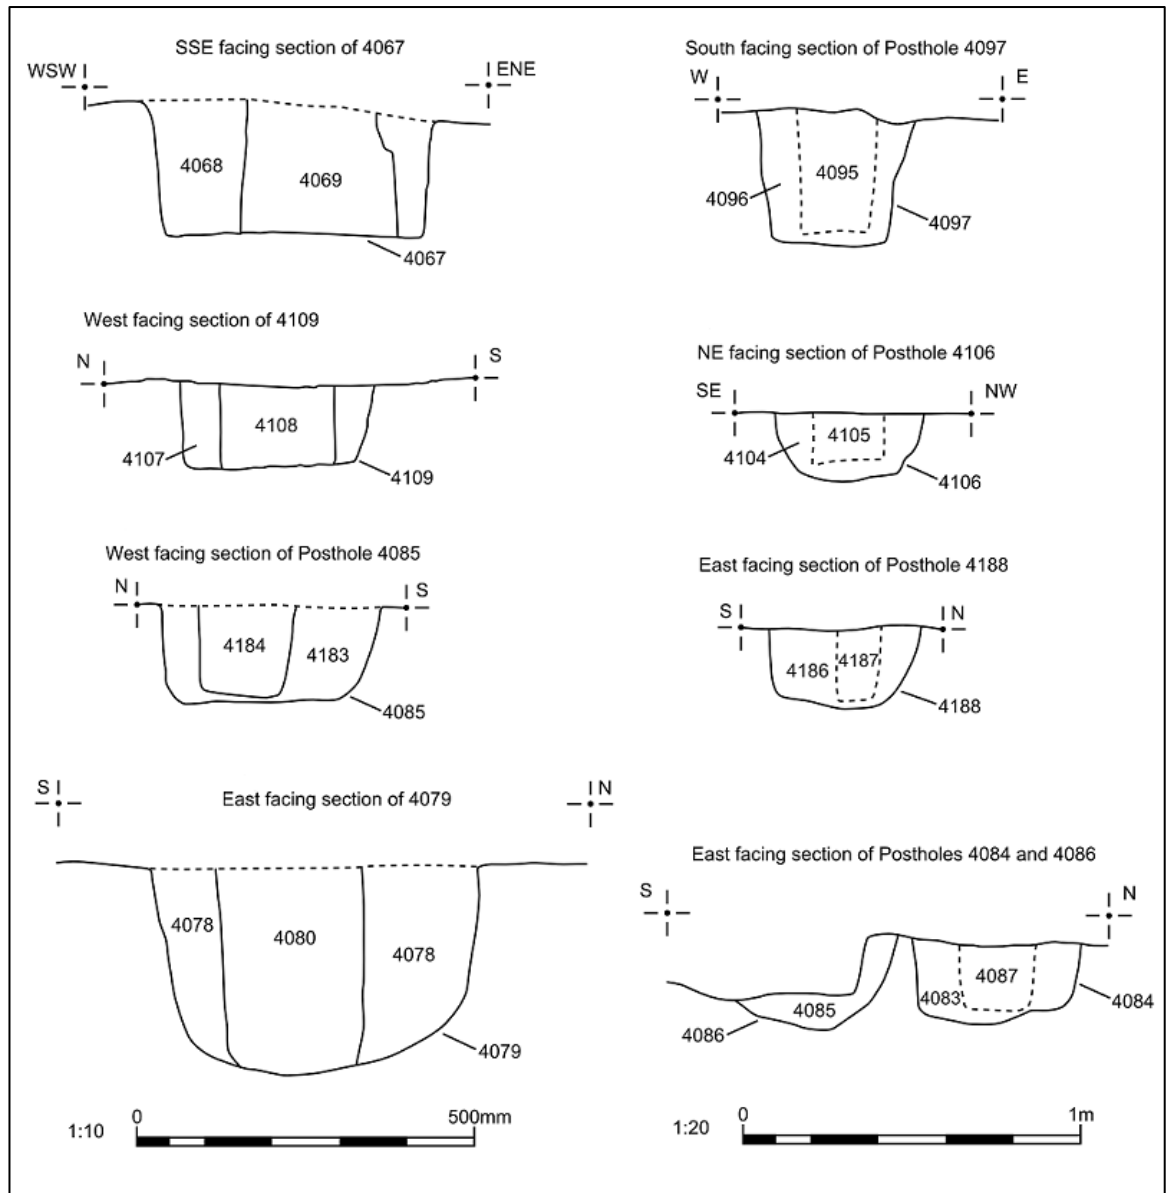 SSE facing section of 4067
WSW
ENE
4068
4069
4067
South facing section of Posthole 4097
W
E
4095
4096
4097
West facing section of 4109
N
S
4108
4107
4109
NE facing section of Posthole 4106
SE
NW
4105
4104
4106
West facing section of Posthole 4085
N
S
4184
4183
4085
East facing section of Posthole 4188
S
N
4186
4187
4188
East facing section of 4079
S
N
4078
4080
4078
4079
East facing section of Postholes 4084 and 4086
S
N
4087
4083
4085
4084
4086
1:10
0
500mm
1:20
0
1m